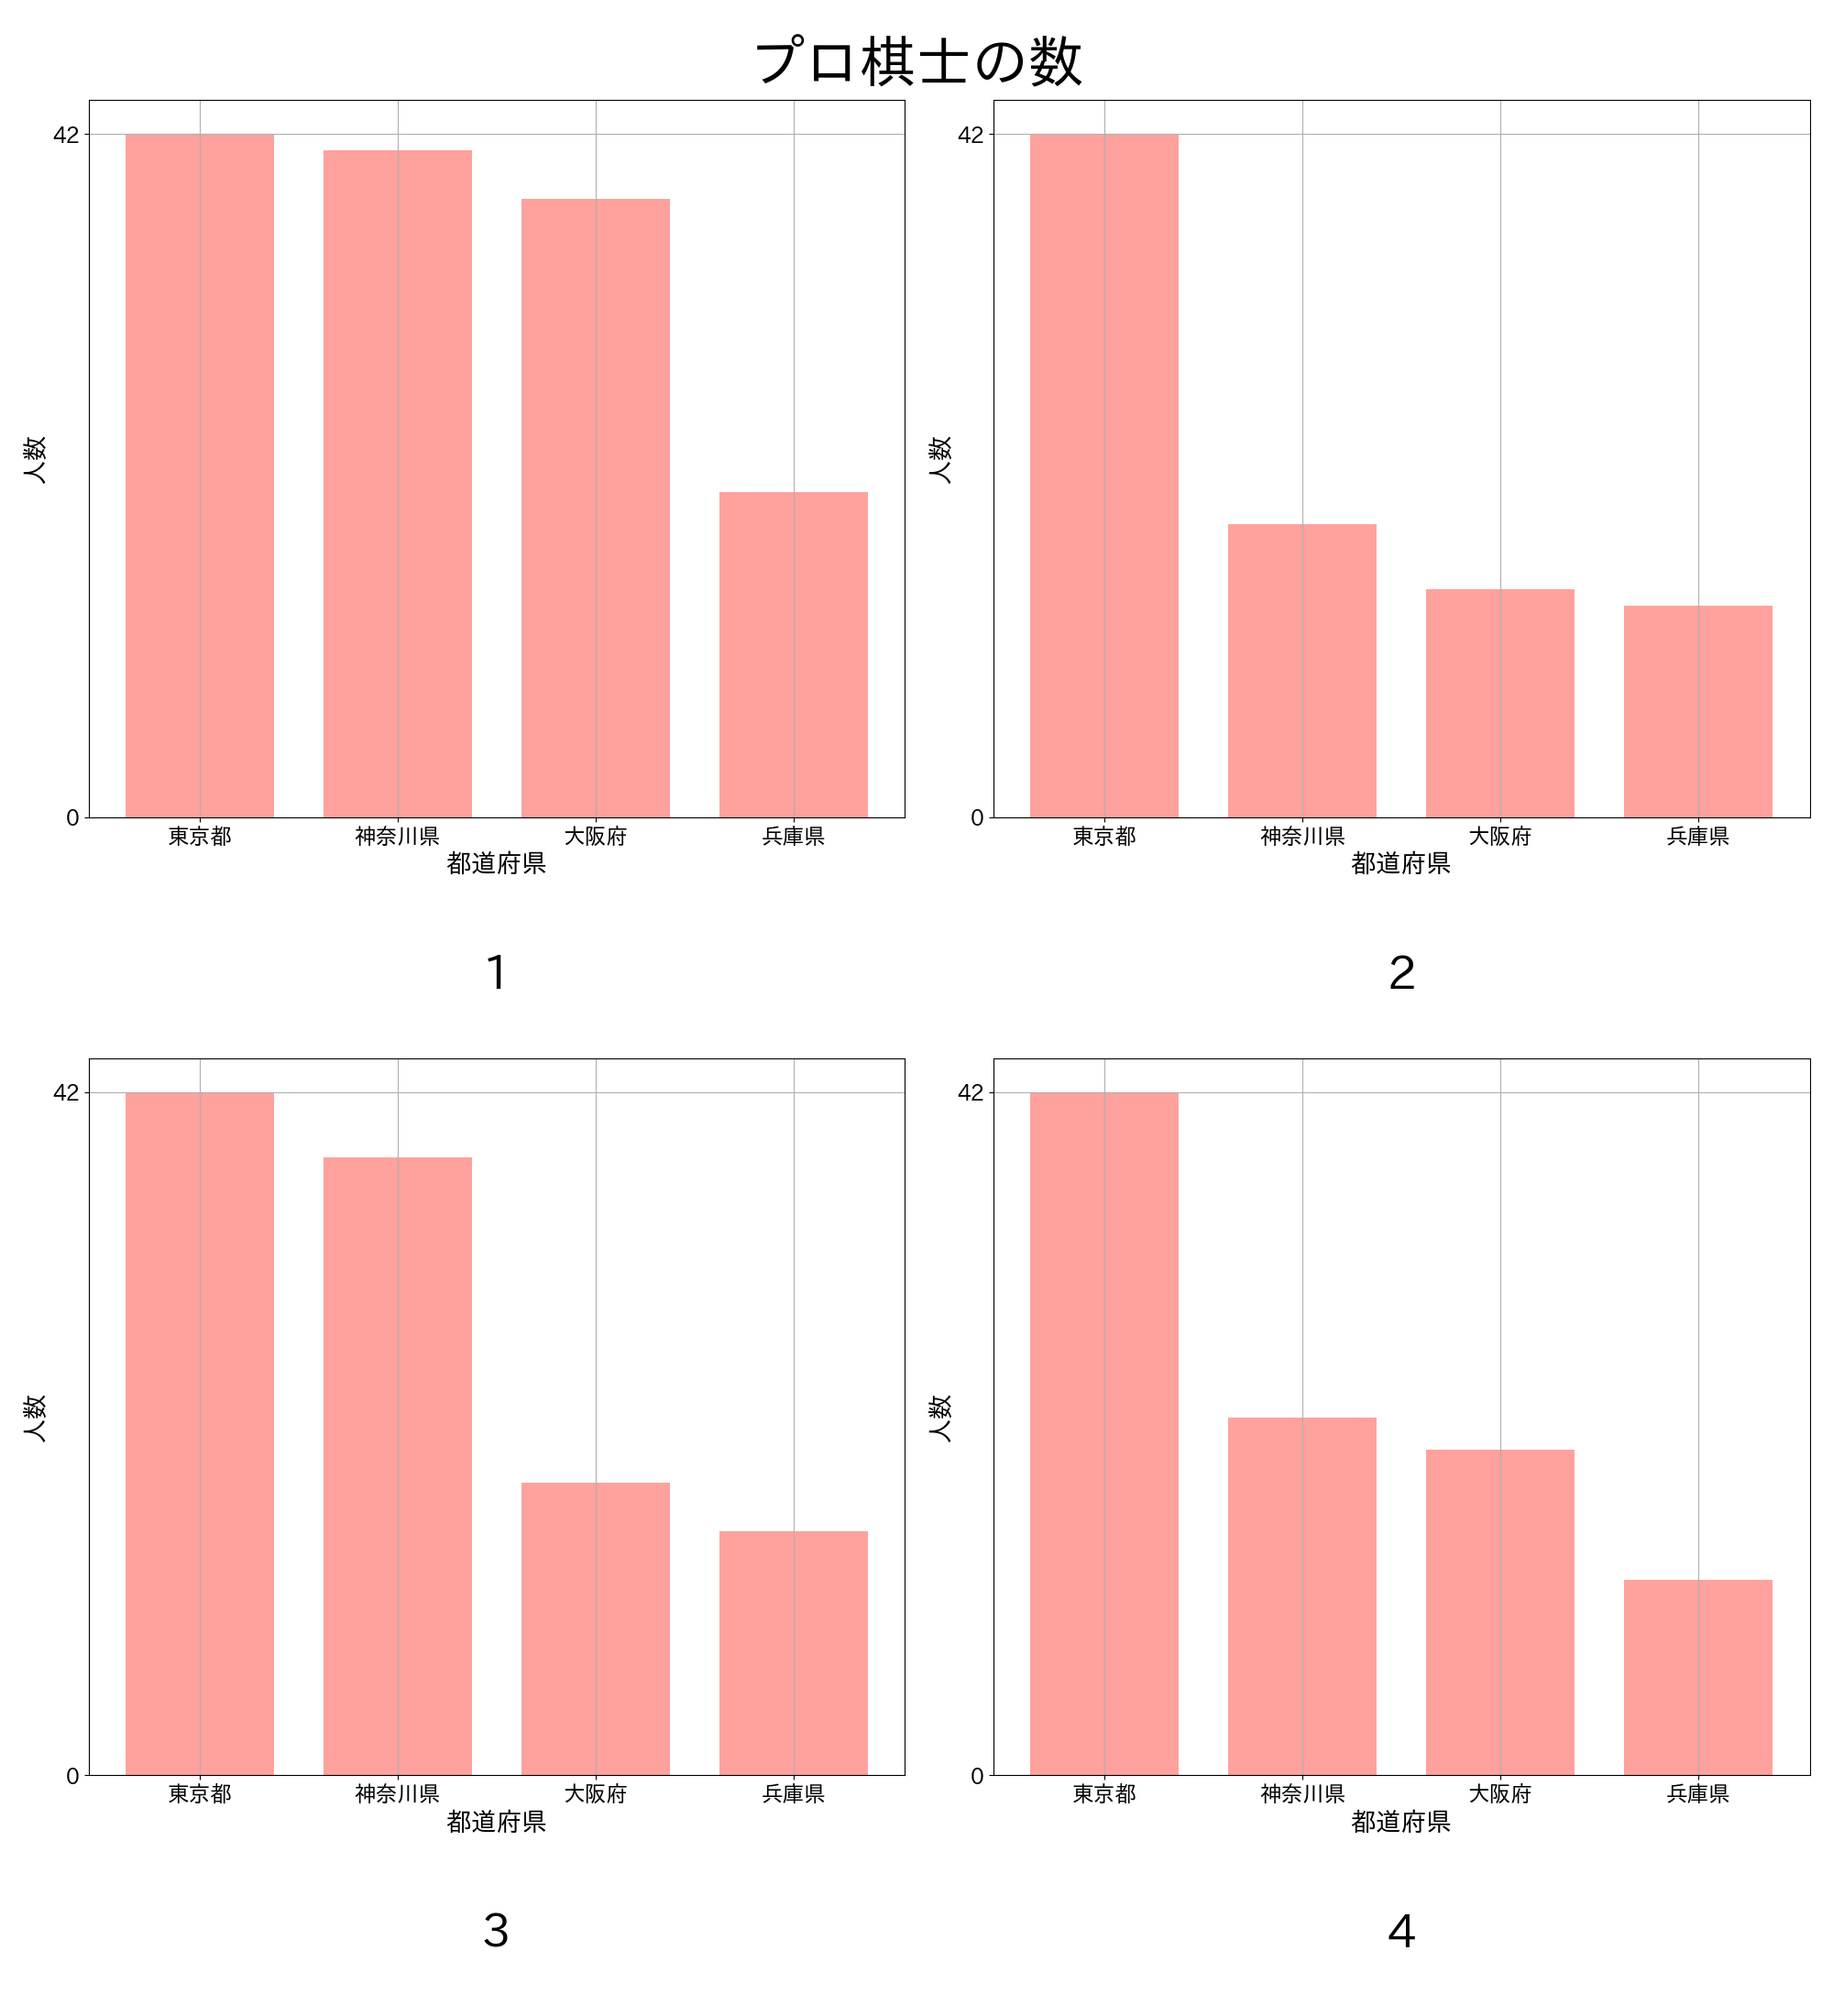 プロ棋士の数
42
0
人数
東京都 神奈川県 大阪府 兵庫県
都道府県
1
42
0
人数
東京都 神奈川県 大阪府 兵庫県
都道府県
2
42
0
人数
東京都 神奈川県 大阪府 兵庫県
都道府県
3
42
0
人数
東京都 神奈川県 大阪府 兵庫県
都道府県
4